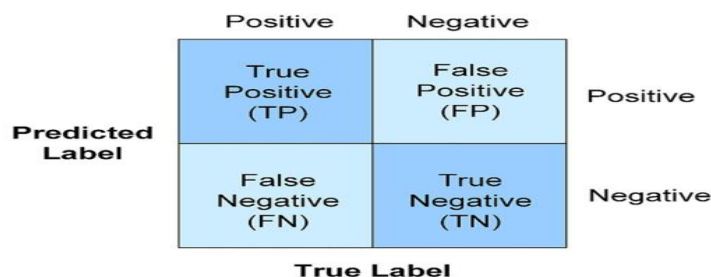 Positive
Negative
True
Positive
(TP)
False
Positive
(FP)
Positive
Predicted
Label
False
Negative
(FN)
True
Negative
(TN)
Negative
True Label